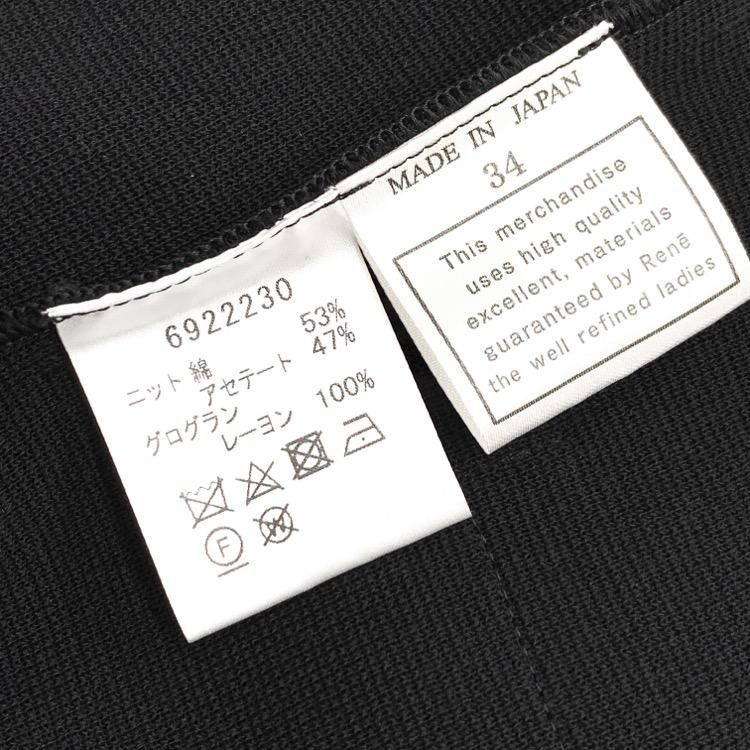 6922230
ニット 綿 53%
アセテート 47%
グログラン
レーヨン 100%
F
W
MADE IN JAPAN
34
This merchandise
uses high quality
excellent, materials
guaranteed by René
the well refined ladies